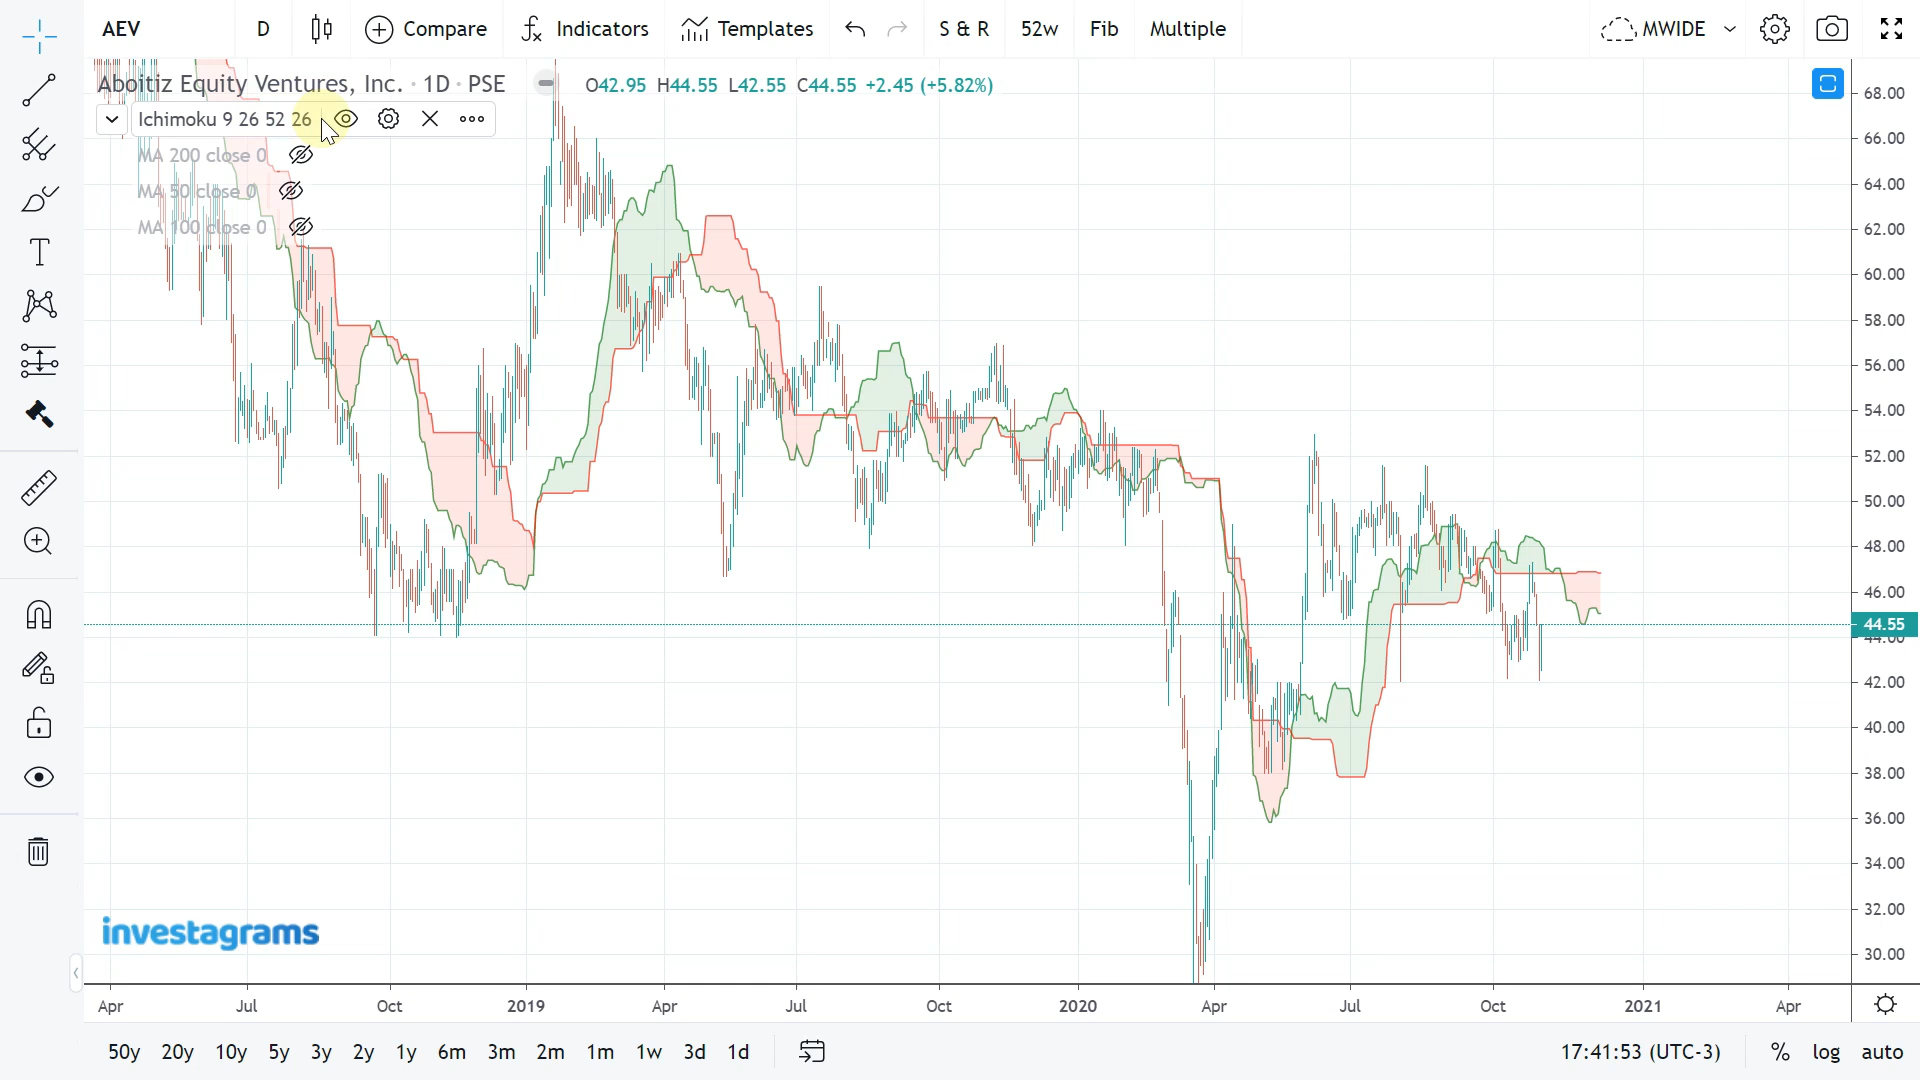 AEV D Compare Indicators Templates S & R 52w Fib Multiple MWIDE
Aboitiz Equity Ventures, Inc. · 1D · PSE O42.95 H44.55 L42.55 C44.55 +2.45 (+5.82%)
Ichimoku 9 26 52 26
MA 200 close 0
MA 50 close 0
MA 100 close 0
68.00
66.00
64.00
62.00
60.00
58.00
56.00
54.00
52.00
50.00
48.00
46.00
44.55
44.00
42.00
40.00
38.00
36.00
34.00
32.00
30.00
investagrams
Apr Jul Oct 2019 Apr Jul Oct 2020 Apr Jul Oct 2021 Apr
50y 20y 10y 5y 3y 2y 1y 6m 3m 2m 1m 1w 3d 1d 17:41:53 (UTC-3) % log auto